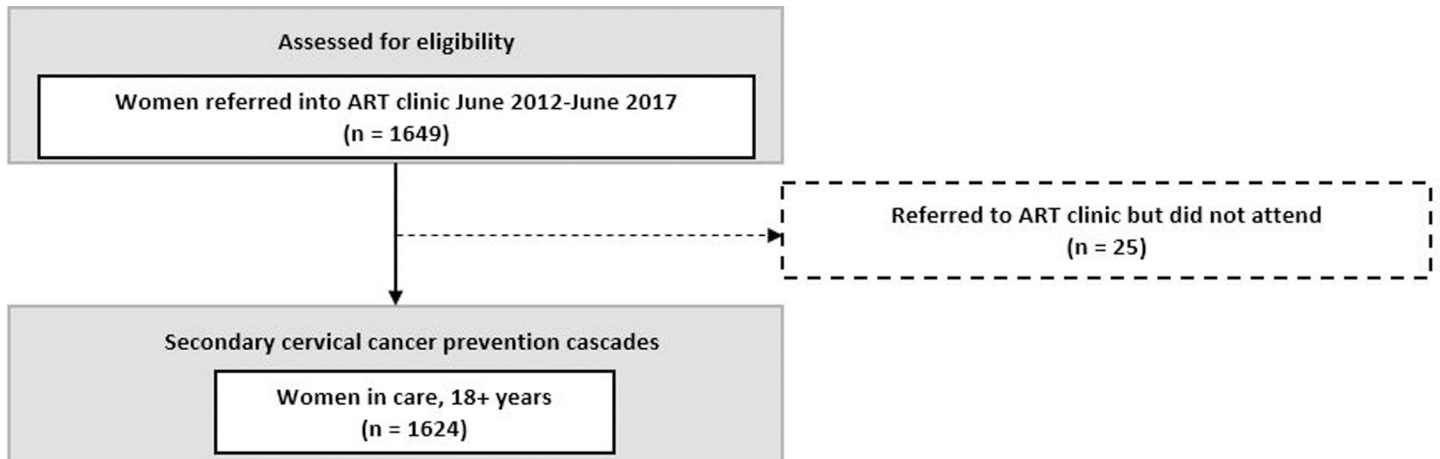 Assessed for eligibility
Women referred into ART clinic June 2012-June 2017
(n = 1649)
Referred to ART clinic but did not attend
(n = 25)
Secondary cervical cancer prevention cascades
Women in care, 18+ years
(n = 1624)